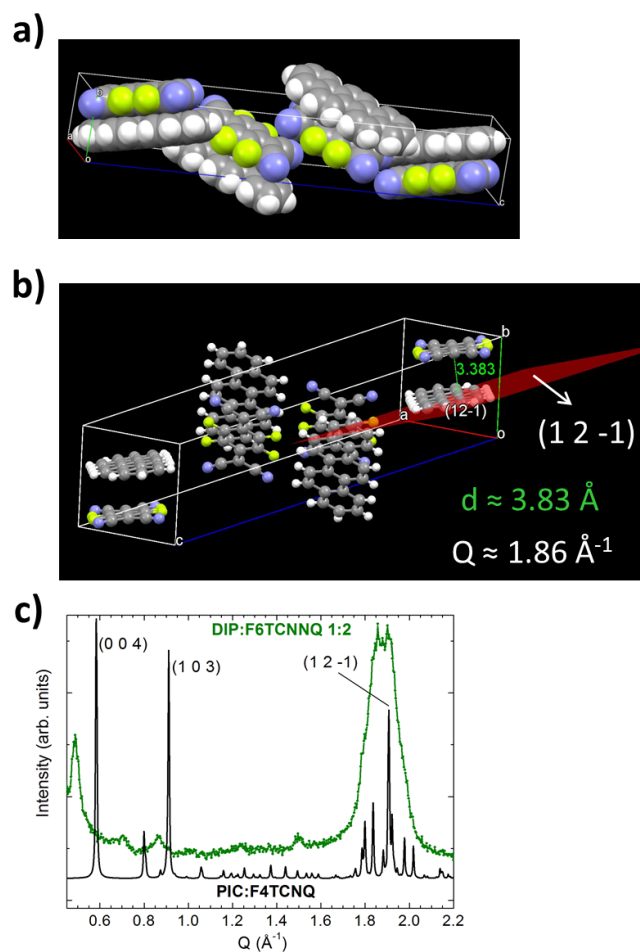 a)
b
a
o
c
b)
b
3.383
a
(12-1)
o
c
(1 2 -1)
d ≈ 3.83 Å
Q ≈ 1.86 Å⁻¹
c)
DIP:F6TCNNQ 1:2
(0 0 4)
(1 0 3)
(1 2 -1)
Intensity (arb. units)
PIC:F4TCNQ
0.6 0.8 1.0 1.2 1.4 1.6 1.8 2.0 2.2
Q (Å⁻¹)